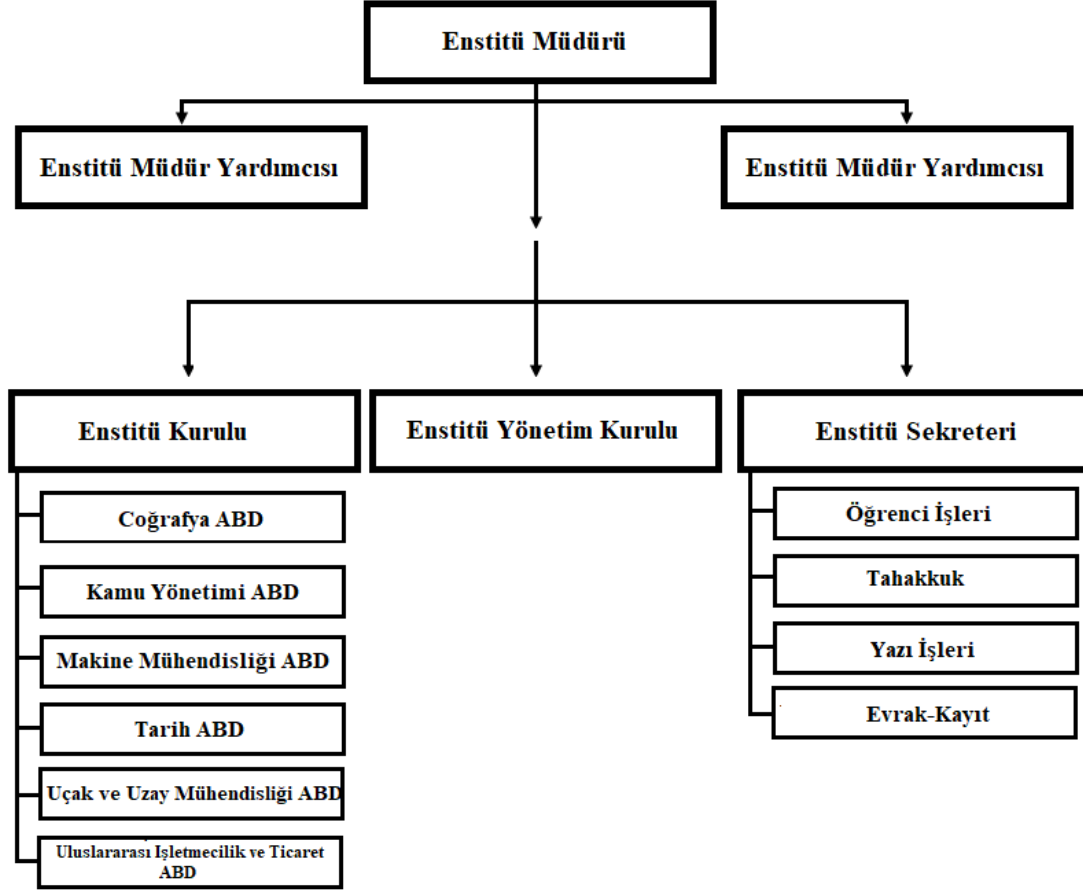 Enstitü Müdürü
Enstitü Müdür Yardımcısı
Enstitü Müdür Yardımcısı
Enstitü Kurulu
Enstitü Yönetim Kurulu
Enstitü Sekreteri
Coğrafya ABD
Kamu Yönetimi ABD
Makine Mühendisliği ABD
Tarih ABD
Uçak ve Uzay Mühendisliği ABD
Uluslararası İşletmecilik ve Ticaret
ABD
Öğrenci İşleri
Tahakkuk
Yazı İşleri
Evrak-Kayıt